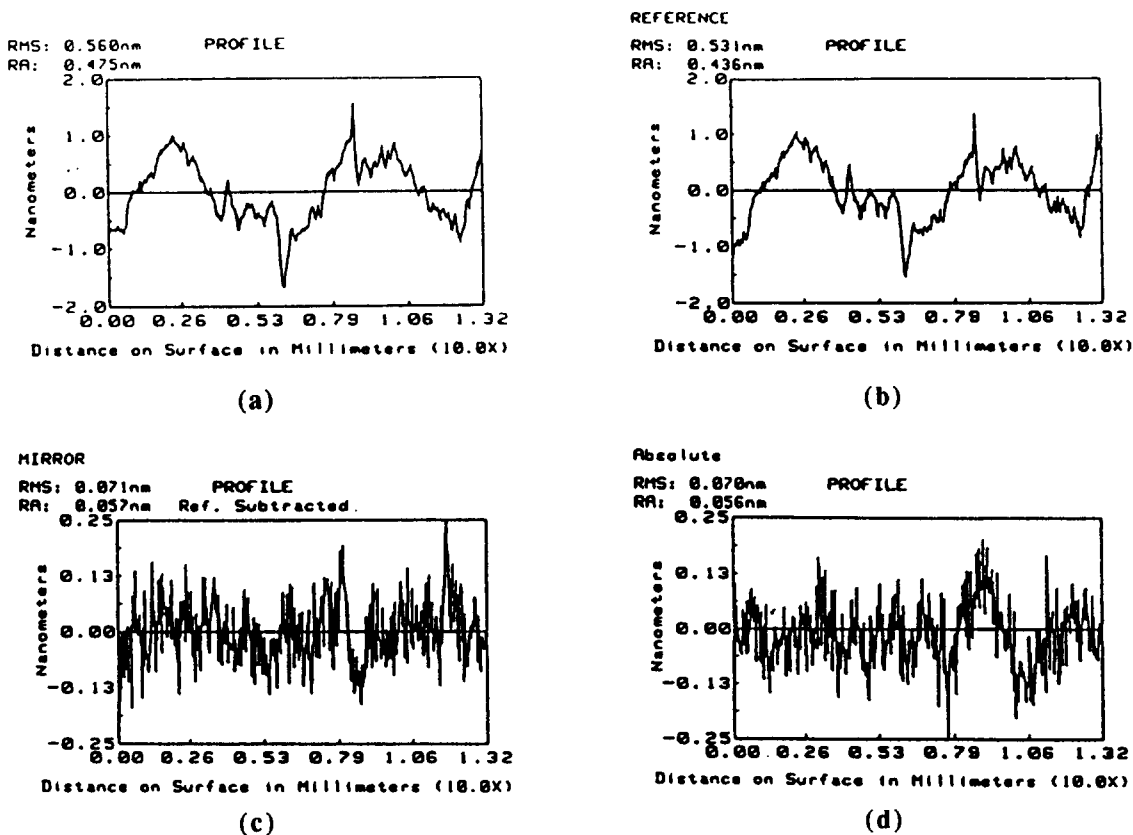 RMS: 0.560nm PROFILE
RA: 0.475nm
2.0
1.0
0.0
-1.0
-2.0
Nanometers
0.00 0.26 0.53 0.79 1.06 1.32
Distance on Surface in Millimeters (10.0X)
(a)
REFERENCE
RMS: 0.531nm PROFILE
RA: 0.436nm
2.0
1.0
0.0
-1.0
-2.0
Nanometers
0.00 0.26 0.53 0.79 1.06 1.32
Distance on Surface in Millimeters (10.0X)
(b)
MIRROR
RMS: 0.071nm PROFILE
RA: 0.057nm Ref. Subtracted.
0.25
0.13
0.00
-0.13
-0.25
Nanometers
0.00 0.26 0.53 0.79 1.06 1.32
Distance on Surface in Millimeters (10.0X)
(c)
Absolute
RMS: 0.070nm PROFILE
RA: 0.056nm
0.25
0.13
0.00
-0.13
-0.25
Nanometers
0.00 0.26 0.53 0.79 1.06 1.32
Distance on Surface in Millimeters (10.0X)
(d)